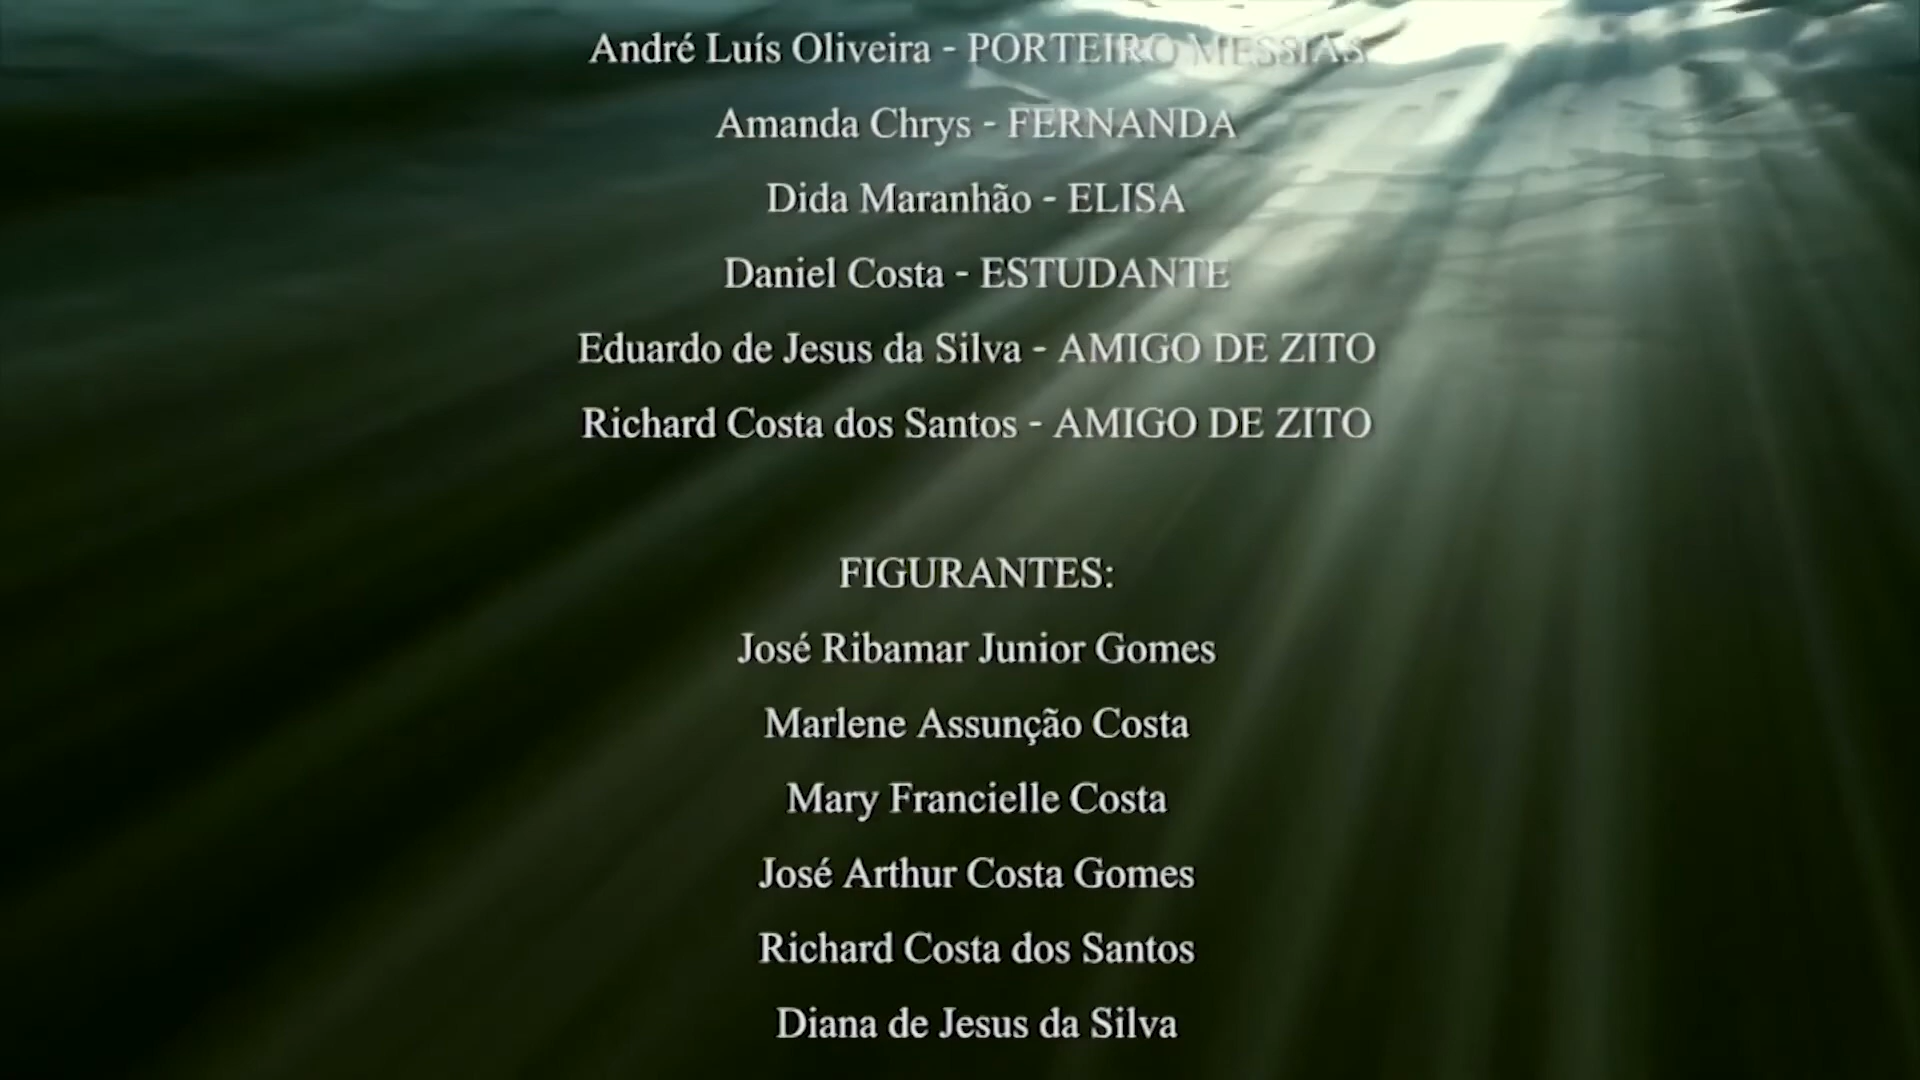 André Luís Oliveira - PORTEIRO MESSIAS
Amanda Chrys - FERNANDA
Dida Maranhão - ELISA
Daniel Costa - ESTUDANTE
Eduardo de Jesus da Silva - AMIGO DE ZITO
Richard Costa dos Santos - AMIGO DE ZITO
FIGURANTES:
José Ribamar Junior Gomes
Marlene Assunção Costa
Mary Francielle Costa
José Arthur Costa Gomes
Richard Costa dos Santos
Diana de Jesus da Silva